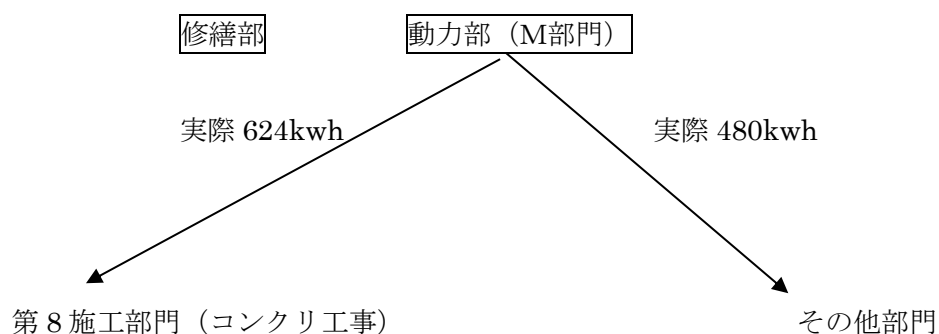 修繕部
動力部（M部門）
実際 624kwh
実際 480kwh
第 8 施工部門（コンクリ工事）
その他部門